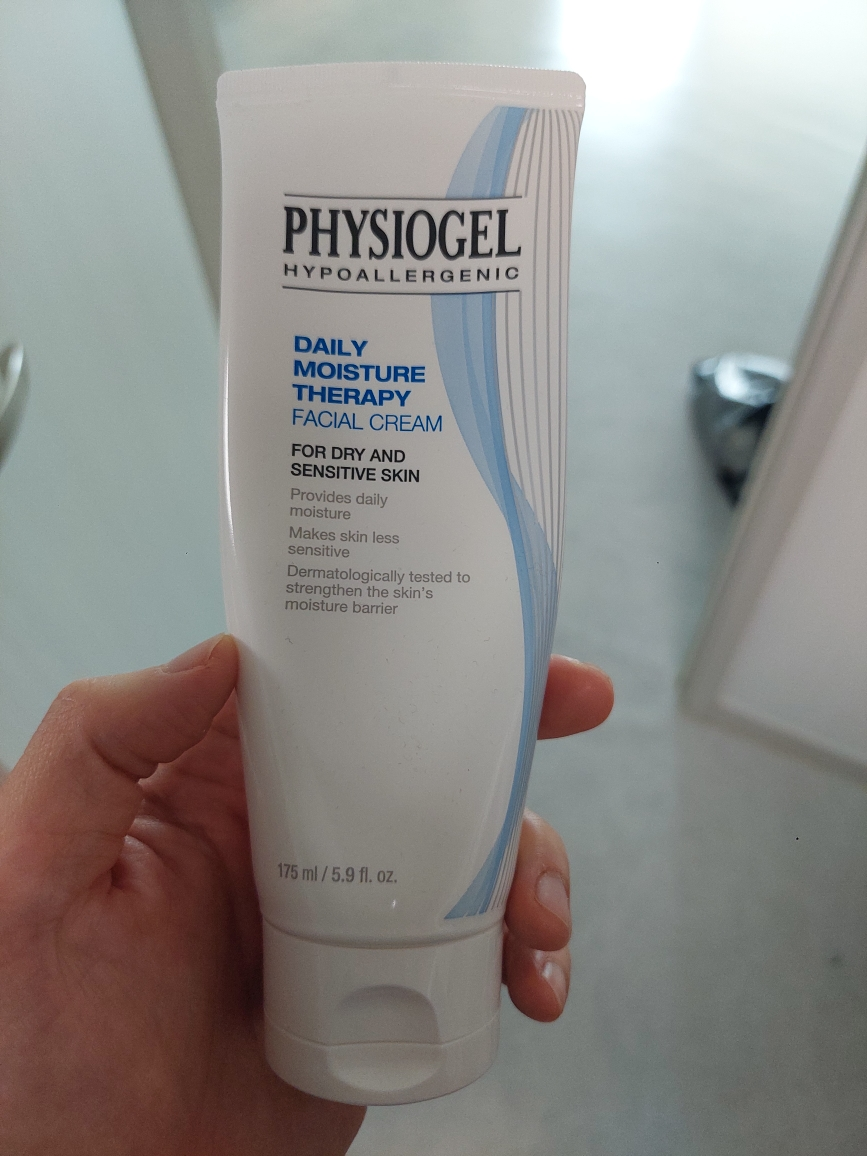 PHYSIOGEL
HYPOALLERGENIC
DAILY
MOISTURE
THERAPY
FACIAL CREAM
FOR DRY AND
SENSITIVE SKIN
Provides daily
moisture
Makes skin less
sensitive
Dermatologically tested to
strengthen the skin's
moisture barrier
175 ml / 5.9 fl. oz.